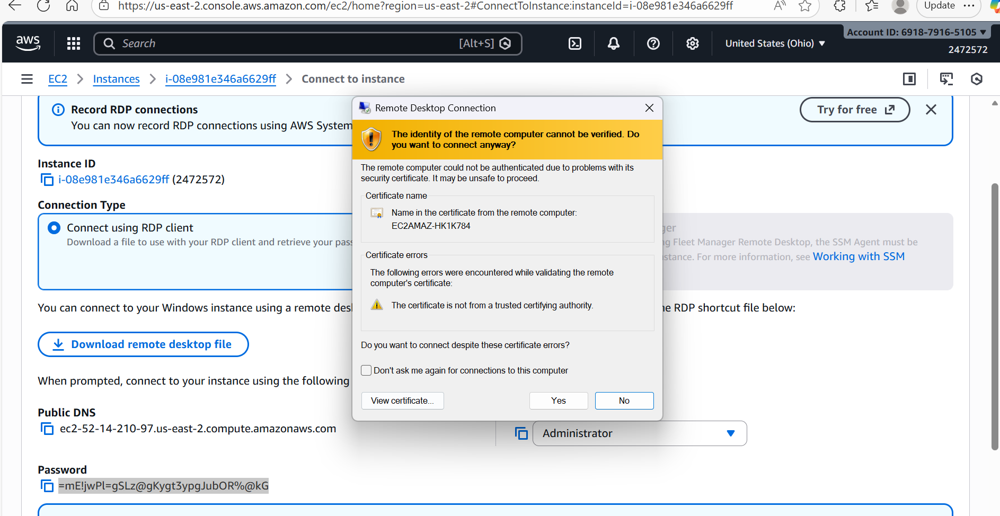 https://us-east-2.console.aws.amazon.com/ec2/home?region=us-east-2#ConnectToInstance:instanceId=i-08e981e346a6629ff
Update
aws
Search
[Alt+S]
United States (Ohio)
Account ID: 6918-7916-5105
2472572
EC2
Instances
i-08e981e346a6629ff
Connect to instance
Record RDP connections
You can now record RDP connections using AWS System
Try for free
Instance ID
i-08e981e346a6629ff (2472572)
Connection Type
Connect using RDP client
Download a file to use with your RDP client and retrieve your pass
ger
ng Fleet Manager Remote Desktop, the SSM Agent must be
stance. For more information, see Working with SSM
You can connect to your Windows instance using a remote desk
he RDP shortcut file below:
Download remote desktop file
When prompted, connect to your instance using the following
Public DNS
ec2-52-14-210-97.us-east-2.compute.amazonaws.com
Administrator
Password
=mE!jwPl=gSLz@gKygt3ypgJubOR%@kG
Remote Desktop Connection
The identity of the remote computer cannot be verified. Do
you want to connect anyway?
The remote computer could not be authenticated due to problems with its
security certificate. It may be unsafe to proceed.
Certificate name
Name in the certificate from the remote computer:
EC2AMAZ-HK1K784
Certificate errors
The following errors were encountered while validating the remote
computer's certificate:
The certificate is not from a trusted certifying authority.
Do you want to connect despite these certificate errors?
Don't ask me again for connections to this computer
View certificate...
Yes
No